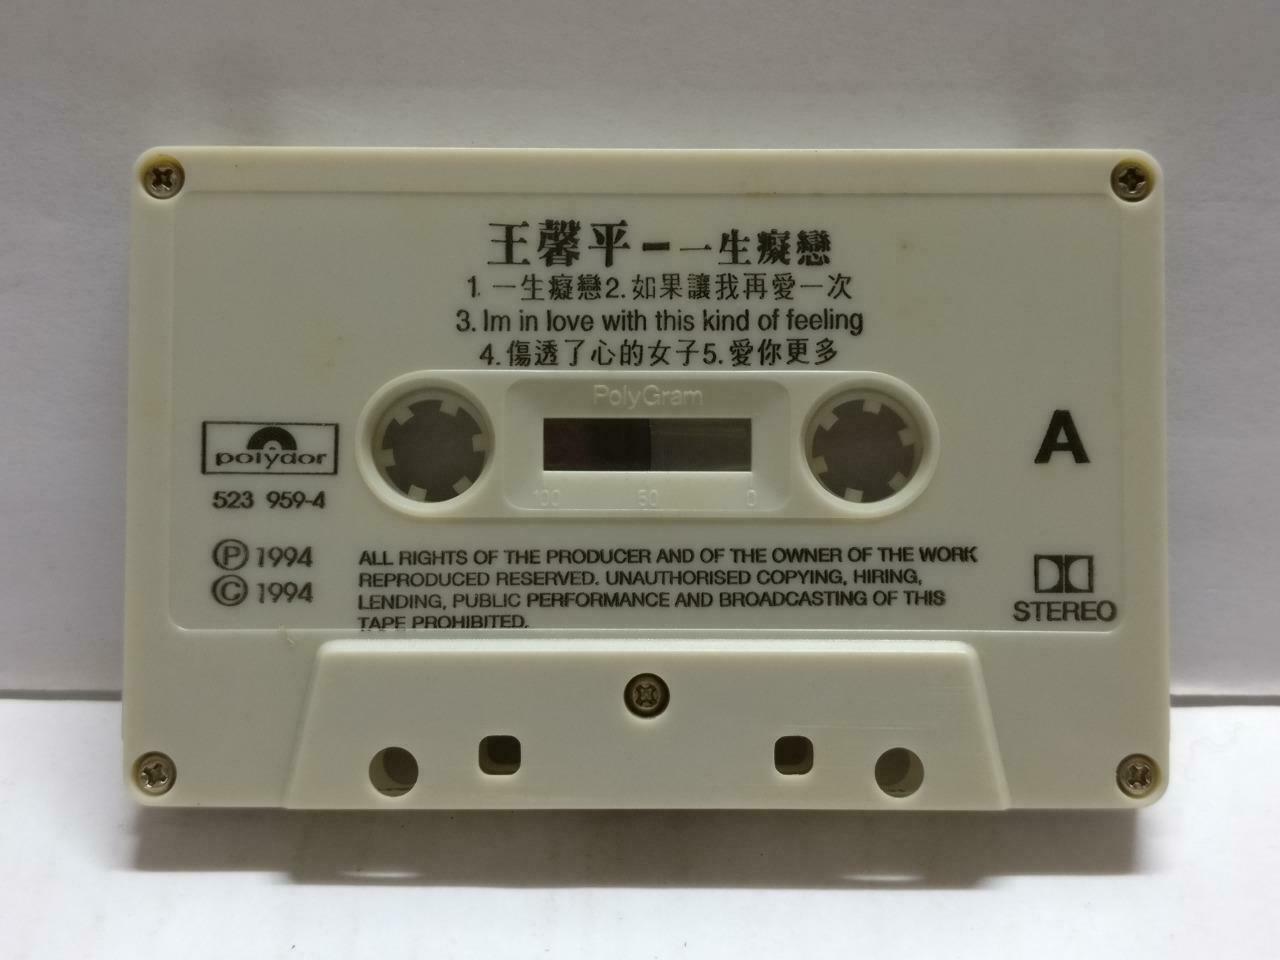 王馨平-一生癡戀
1. 一生癡戀2. 如果讓我再愛一次
3. Im in love with this kind of feeling
4. 傷透了心的女子5. 愛你更多
PolyGram
100 50 0
polydor
523 959-4
A
Ⓟ 1994
© 1994
ALL RIGHTS OF THE PRODUCER AND OF THE OWNER OF THE WORK
REPRODUCED RESERVED. UNAUTHORISED COPYING, HIRING,
LENDING, PUBLIC PERFORMANCE AND BROADCASTING OF THIS
TAPE PROHIBITED.
STEREO